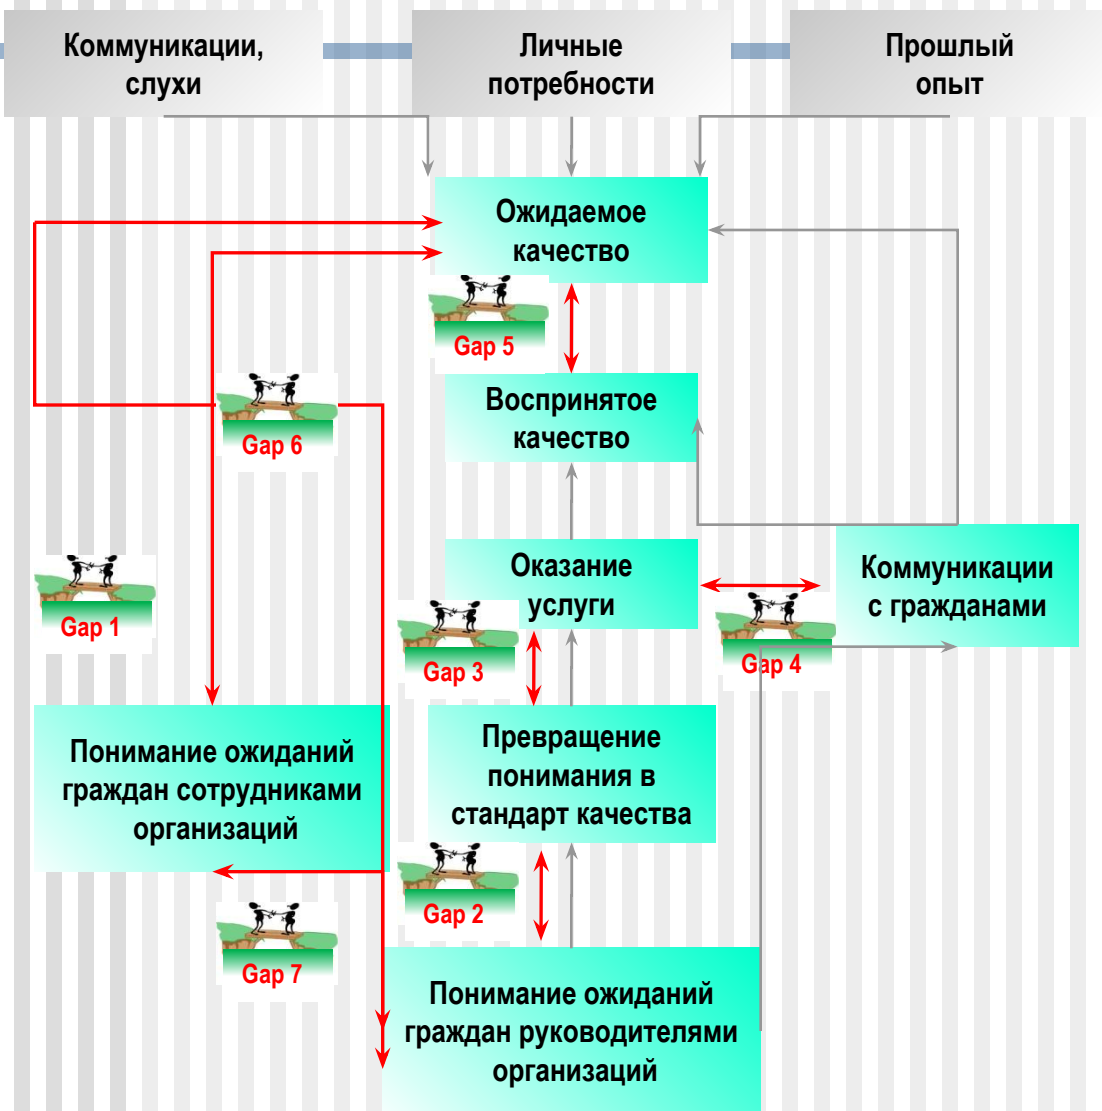 Коммуникации,
слухи
Личные
потребности
Прошлый
опыт
Ожидаемое
качество
Gap 5
Воспринятое
качество
Gap 6
Оказание
услуги
Коммуникации
с гражданами
Gap 1
Gap 3
Gap 4
Понимание ожиданий
граждан сотрудниками
организаций
Превращение
понимания в
стандарт качества
Gap 2
Gap 7
Понимание ожиданий
граждан руководителями
организаций